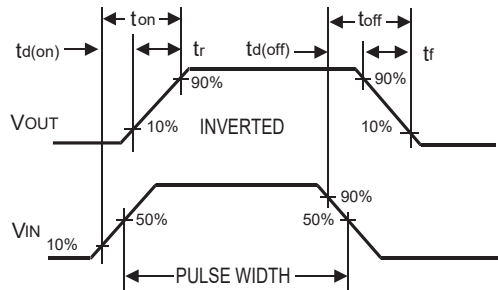 ton
toff
td(on)
tr
td(off)
tf
90%
90%
VOUT
10%
INVERTED
10%
90%
VIN
50%
50%
10%
PULSE WIDTH